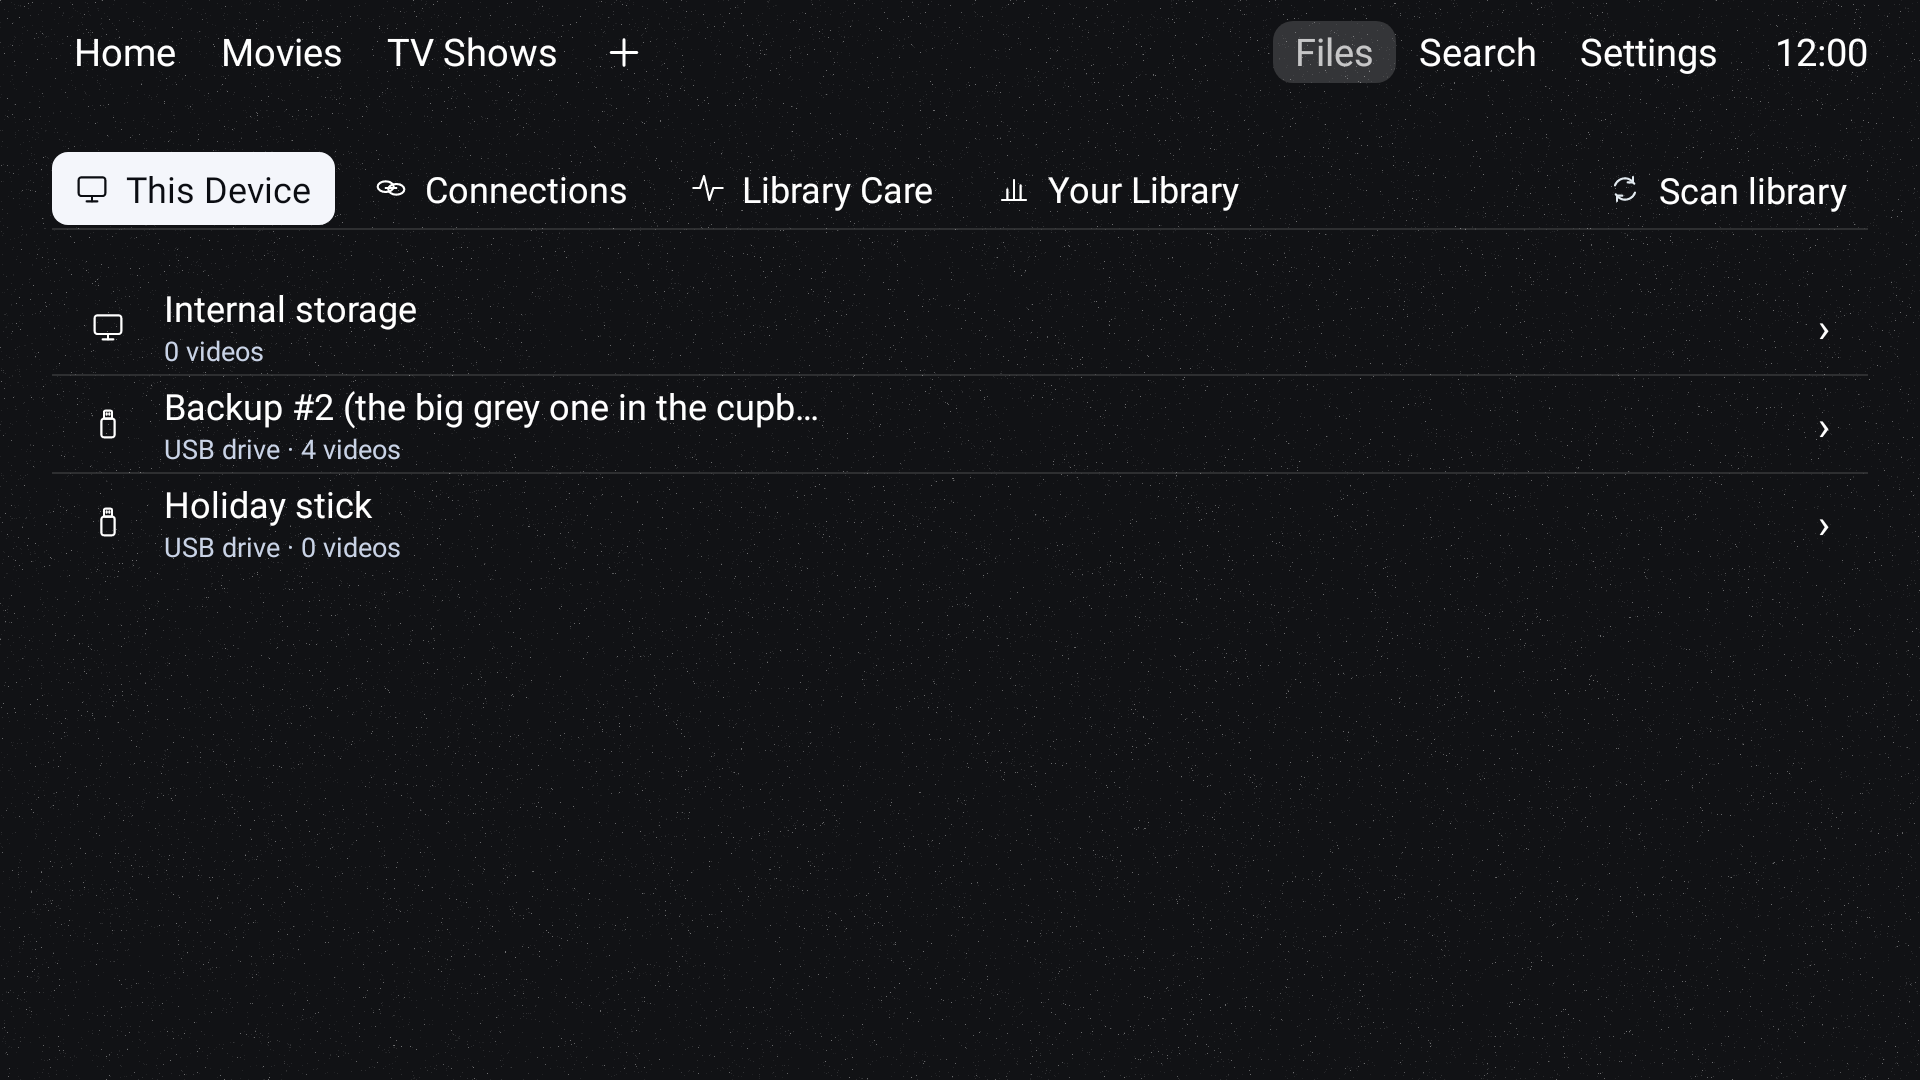 Home Movies TV Shows + Files Search Settings 12:00
This Device Connections Library Care Your Library Scan library
Internal storage
0 videos
Backup #2 (the big grey one in the cupb…
USB drive · 4 videos
Holiday stick
USB drive · 0 videos